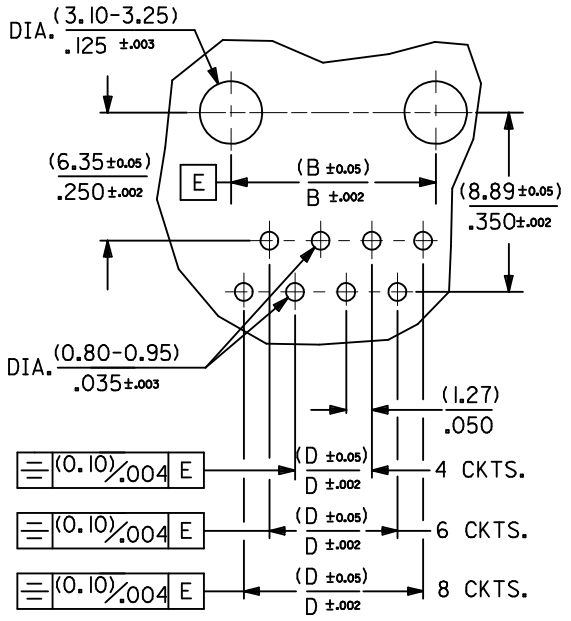 DIA. (3.10-3.25)
.125 ±.003
(6.35±0.05)
.250±.002
E
(B ±0.05)
B ±.002
(8.89 ±0.05)
.350±.002
DIA. (0.80-0.95)
.035±.003
(1.27)
.050
⌯ (0.10)/.004 E (D ±0.05) 4 CKTS.
D ±.002
⌯ (0.10)/.004 E (D ±0.05) 6 CKTS.
D ±.002
⌯ (0.10)/.004 E (D ±0.05) 8 CKTS.
D ±.002